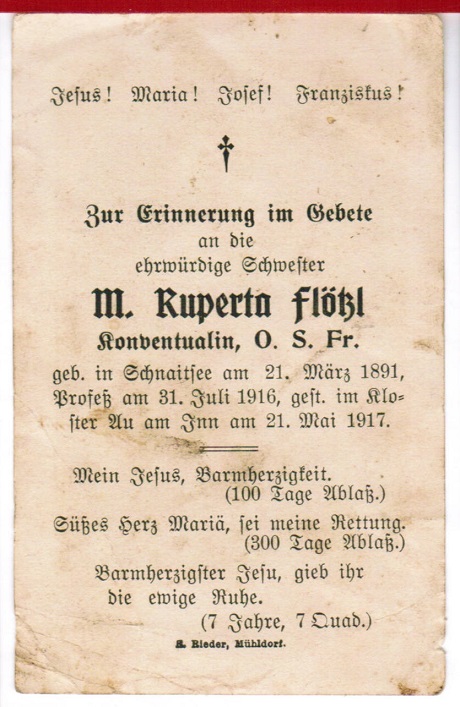 Jesus! Maria! Josef! Franziskus!
Zur Erinnerung im Gebete
an die
ehrwürdige Schwester
M. Ruperta Flötzl
Konventualin, O. S. Fr.
geb. in Schnaitsee am 21. März 1891,
Profeß am 31. Juli 1916, gest. im Klo=
ster Au am Inn am 21. Mai 1917.
Mein Jesus, Barmherzigkeit.
(100 Tage Ablaß.)
Süßes Herz Mariä, sei meine Rettung.
(300 Tage Ablaß.)
Barmherzigster Jesu, gieb ihr
die ewige Ruhe.
(7 Jahre, 7 Quad.)
A. Rieder, Mühldorf.